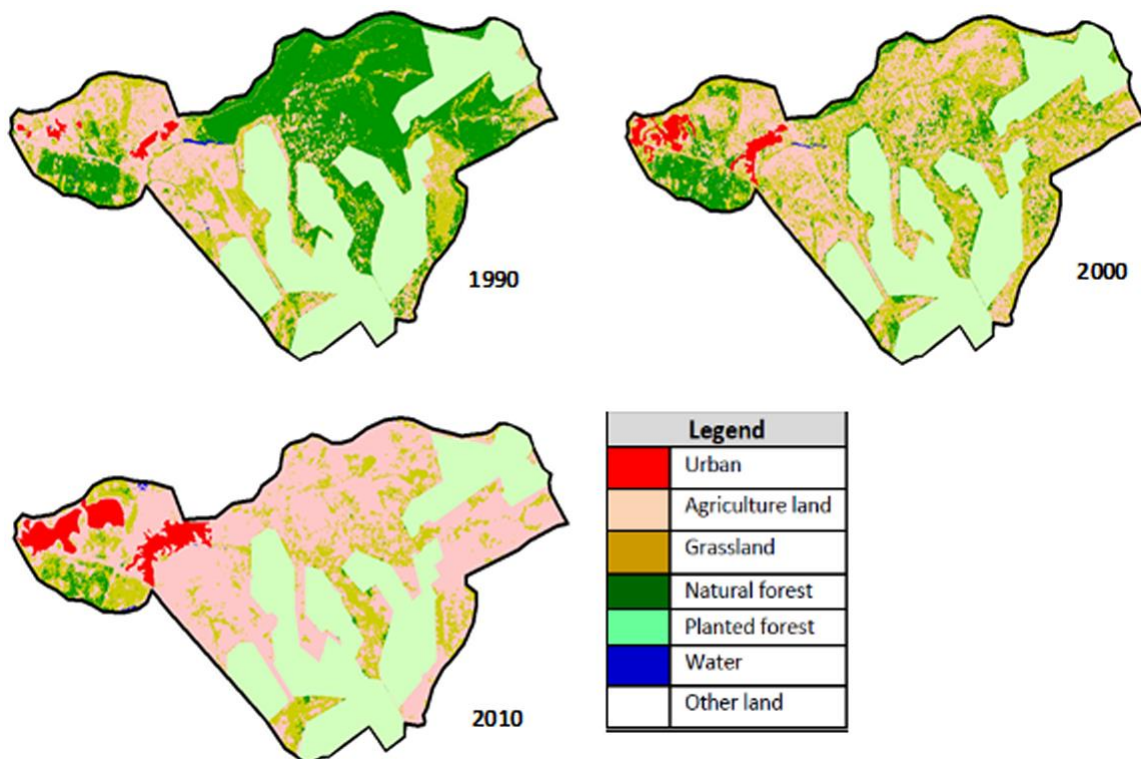 1990
2000
2010
Legend
Urban
Agriculture land
Grassland
Natural forest
Planted forest
Water
Other land